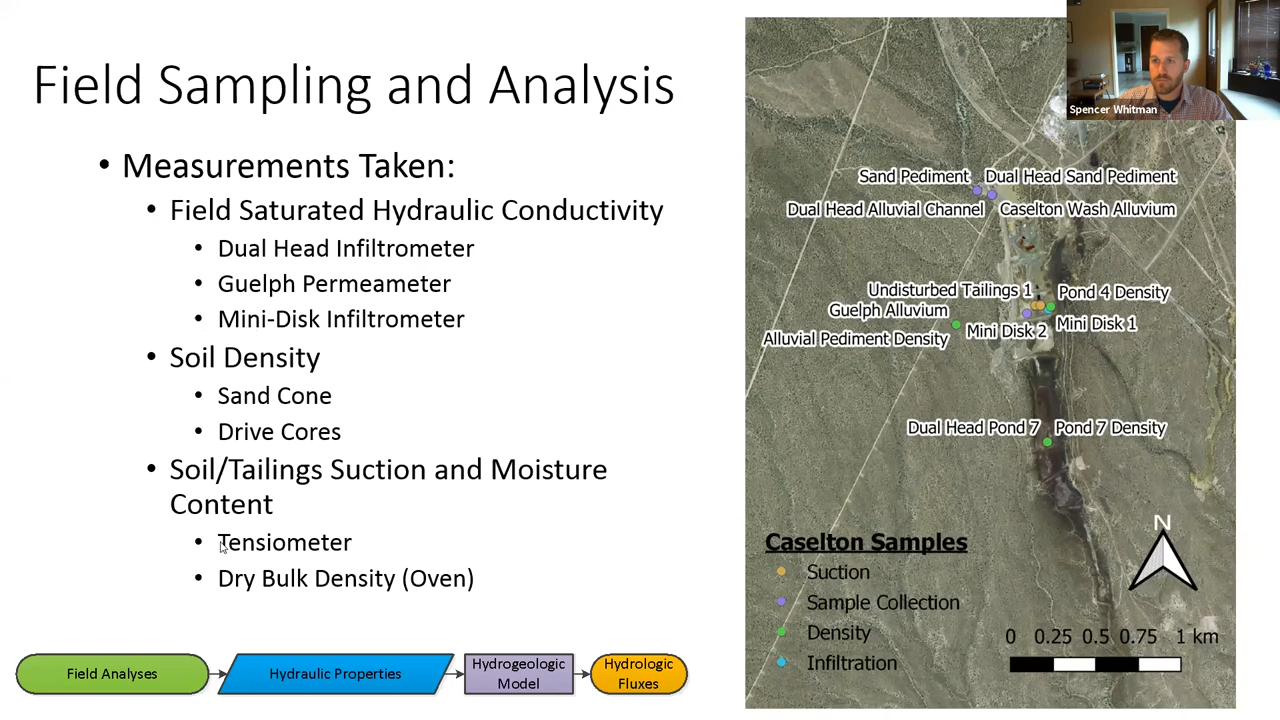 Field Sampling and Analysis
• Measurements Taken:
• Field Saturated Hydraulic Conductivity
• Dual Head Infiltrometer
• Guelph Permeameter
• Mini-Disk Infiltrometer
• Soil Density
• Sand Cone
• Drive Cores
• Soil/Tailings Suction and Moisture
Content
• Tensiometer
• Dry Bulk Density (Oven)
Field Analyses
Hydraulic Properties
Hydrogeologic
Model
Hydrologic
Fluxes
Spencer Whitman
Sand Pediment
Dual Head Sand Pediment
Dual Head Alluvial Channel
Caselton Wash Alluvium
Undisturbed Tailings 1
Pond 4 Density
Guelph Alluvium
Mini Disk 2
Mini Disk 1
Alluvial Pediment Density
Dual Head Pond 7
Pond 7 Density
Caselton Samples
Suction
Sample Collection
Density
Infiltration
N
0 0.25 0.5 0.75 1 km